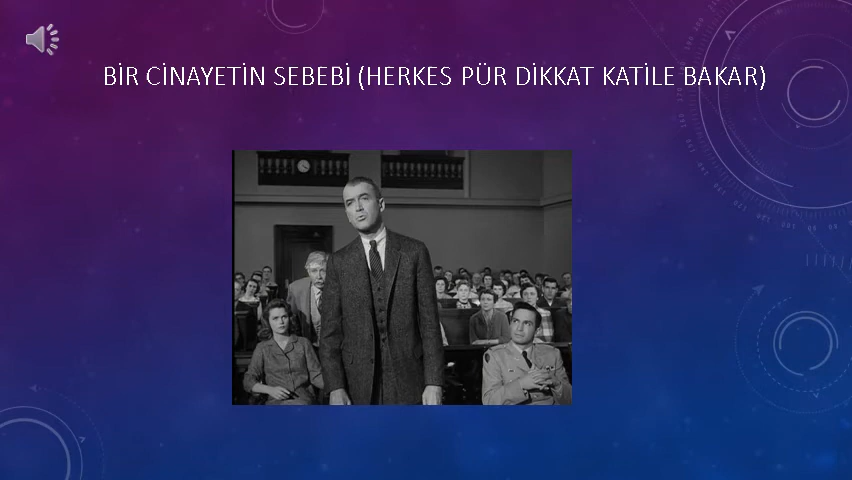 BİR CİNAYETİN SEBEBİ (HERKES PÜR DİKKAT KATİLE BAKAR)